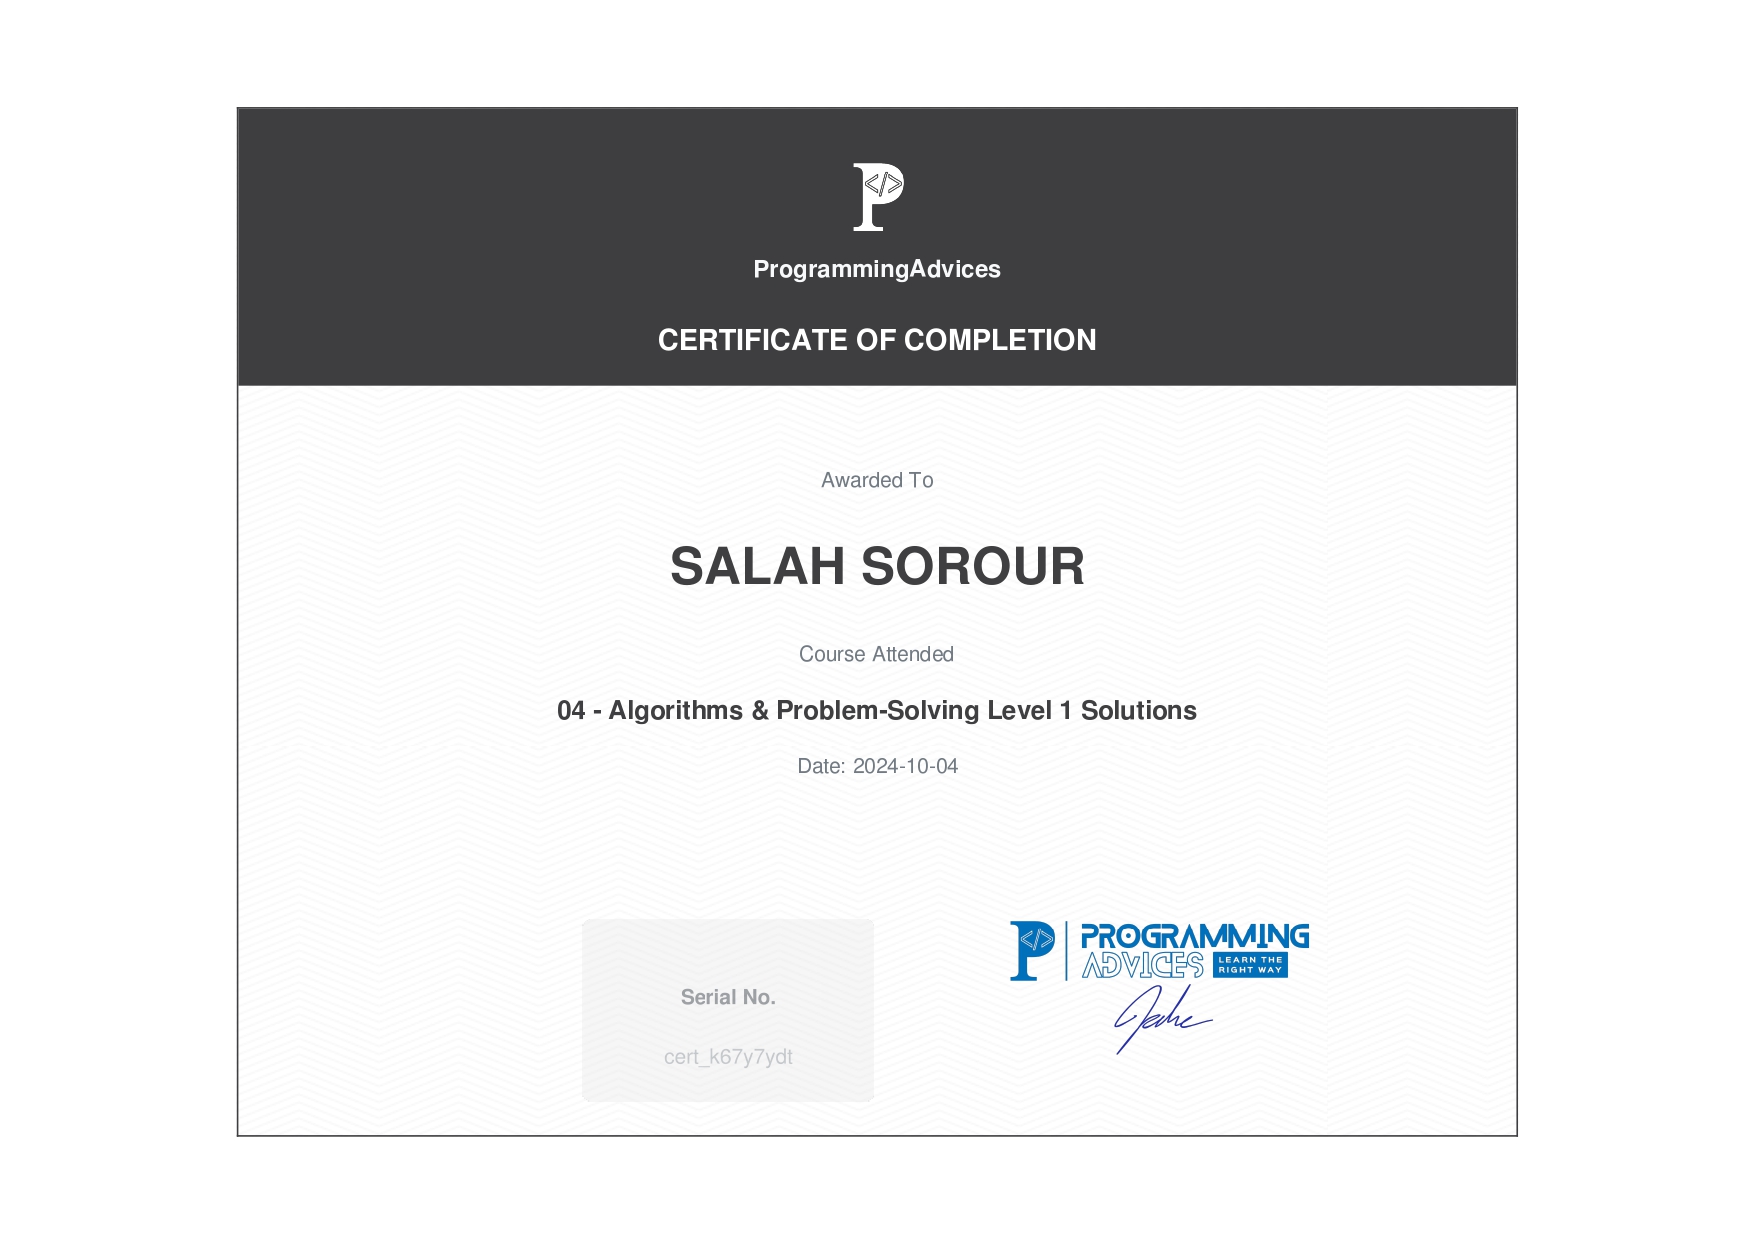 </>
ProgrammingAdvices
CERTIFICATE OF COMPLETION
Awarded To
SALAH SOROUR
Course Attended
04 - Algorithms & Problem-Solving Level 1 Solutions
Date: 2024-10-04
Serial No.
cert_k67y7ydt
</>
PROGRAMMING
ADVICES
LEARN THE
RIGHT WAY